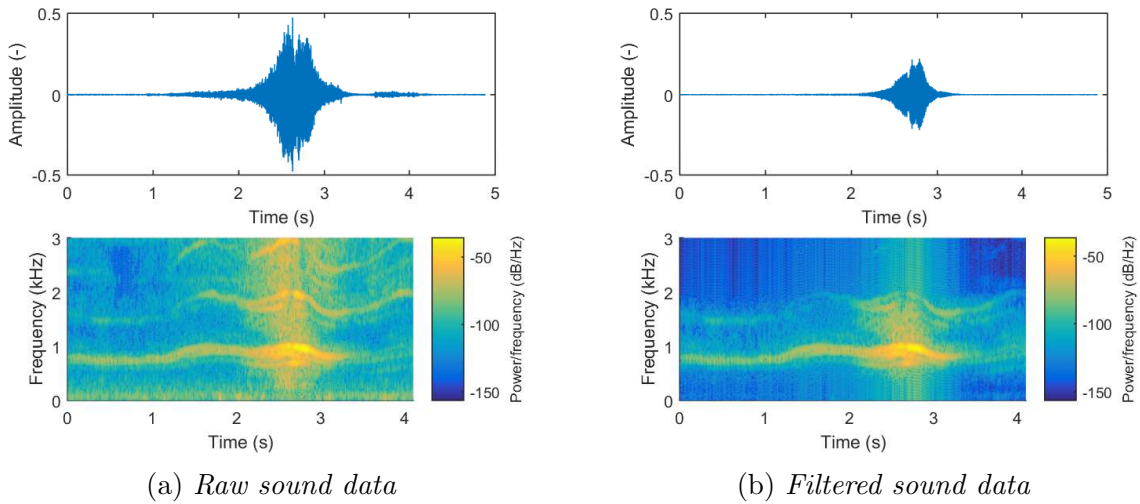 0.5
0
-0.5
Amplitude (-)
0 1 2 3 4 5
Time (s)
3
2
1
0
Frequency (kHz)
0 1 2 3 4
Time (s)
-50
-100
-150
Power/frequency (dB/Hz)
(a) Raw sound data
0.5
0
-0.5
Amplitude (-)
0 1 2 3 4 5
Time (s)
3
2
1
0
Frequency (kHz)
0 1 2 3 4
Time (s)
-50
-100
-150
Power/frequency (dB/Hz)
(b) Filtered sound data